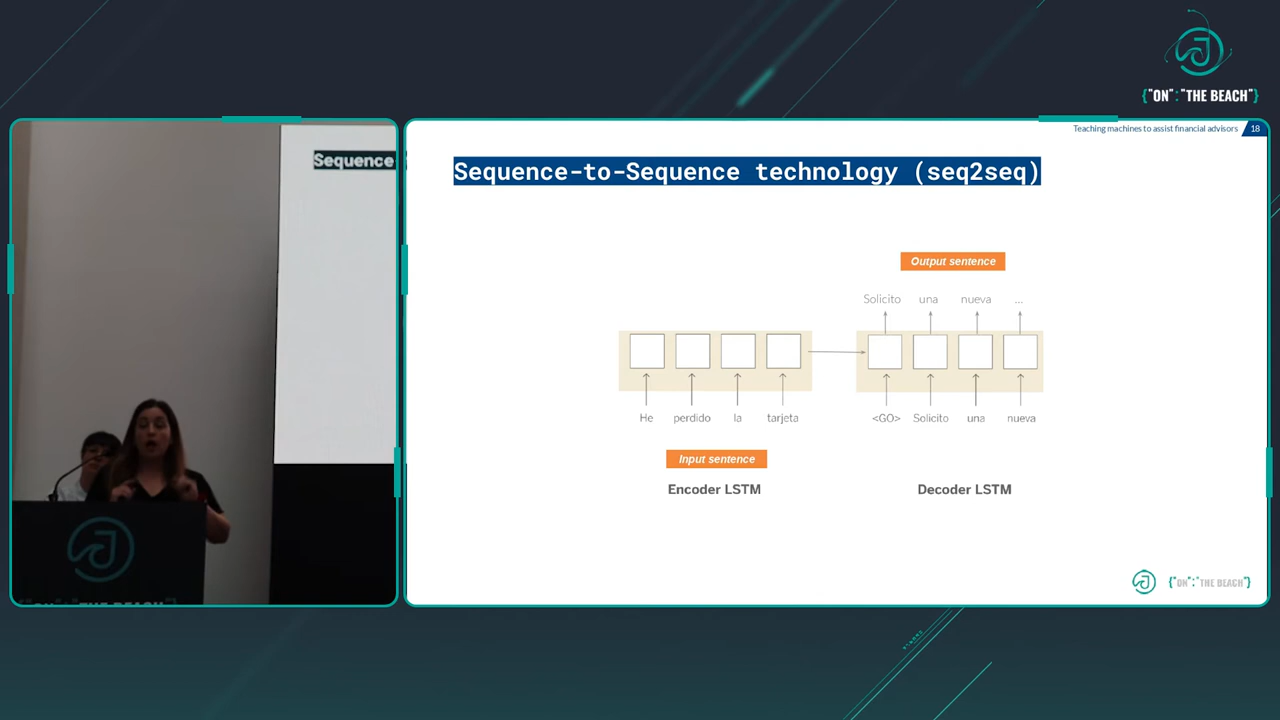 {"ON":"THE BEACH"}
Sequence
Teaching machines to assist financial advisors 18
Sequence-to-Sequence technology (seq2seq)
Output sentence
Solicito una nueva ...
He perdido la tarjeta
<GO> Solicito una nueva
Input sentence
Encoder LSTM
Decoder LSTM
{"ON":"THE BEACH"}